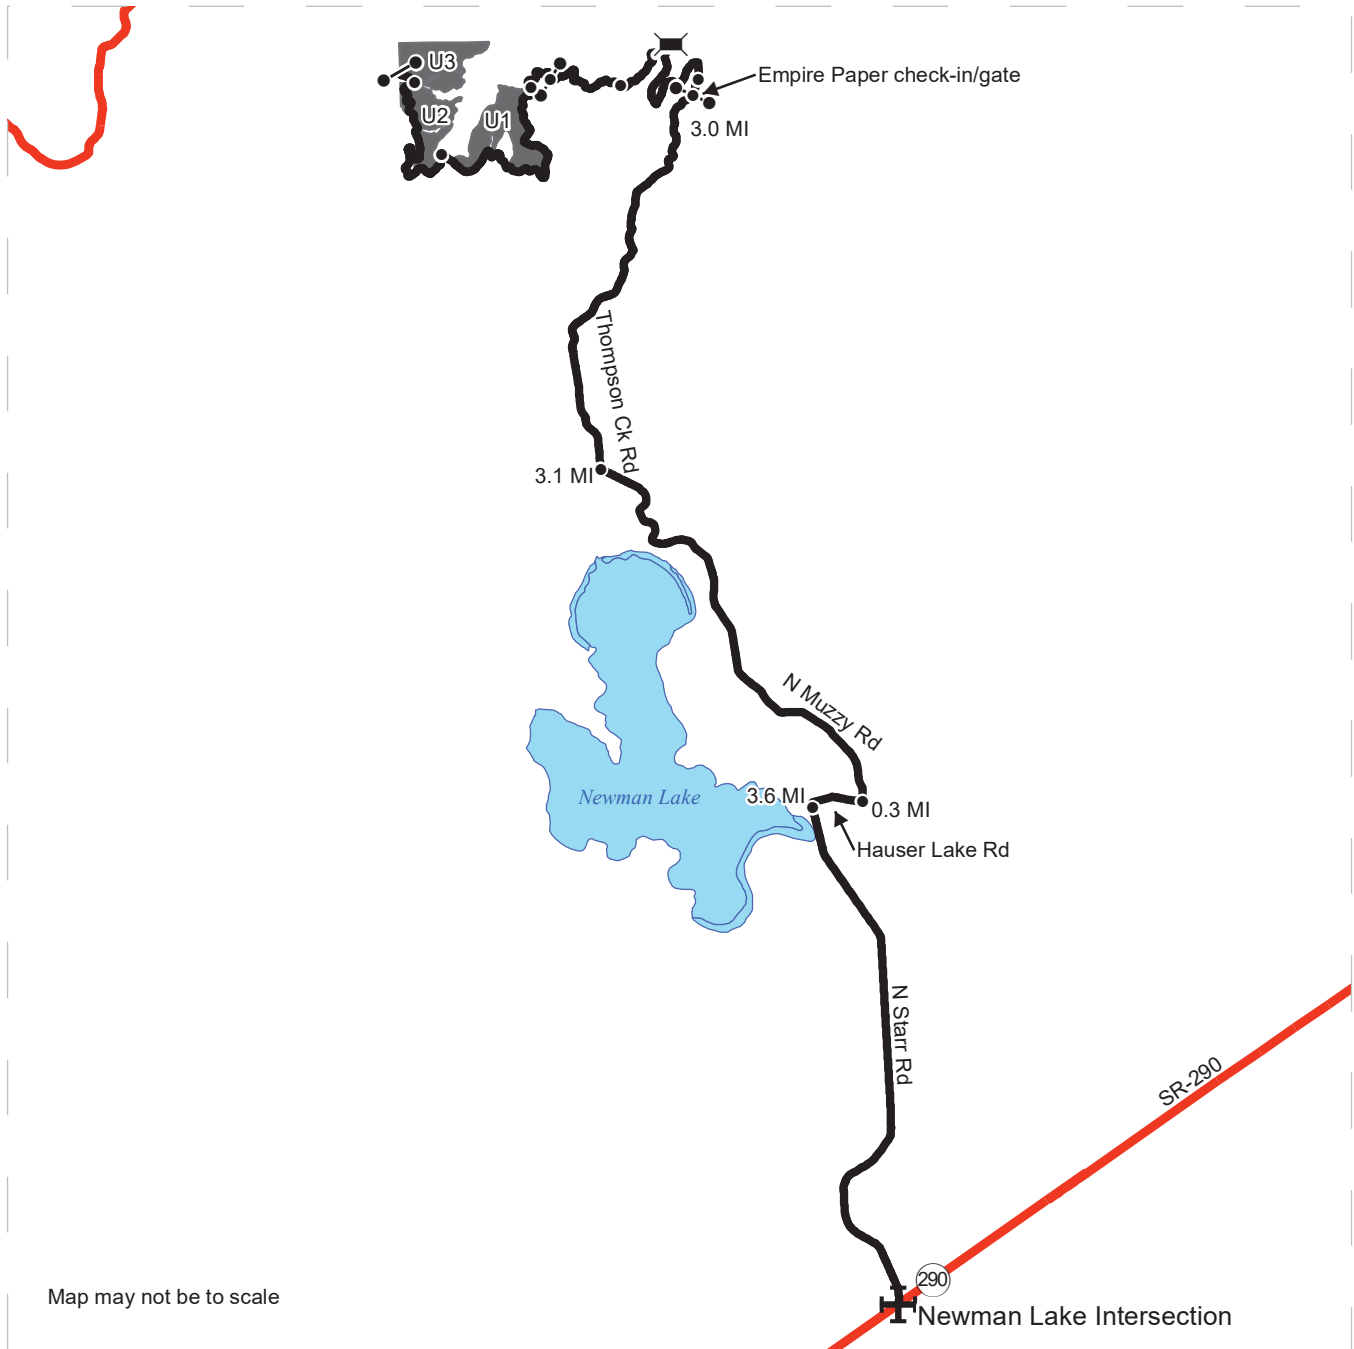 U3
Empire Paper check-in/gate
U2
U1
3.0 MI
Thompson Ck Rd
3.1 MI
N Muzzy Rd
Newman Lake
3.6 MI
0.3 MI
Hauser Lake Rd
N Starr Rd
SR-290
290
Map may not be to scale
Newman Lake Intersection